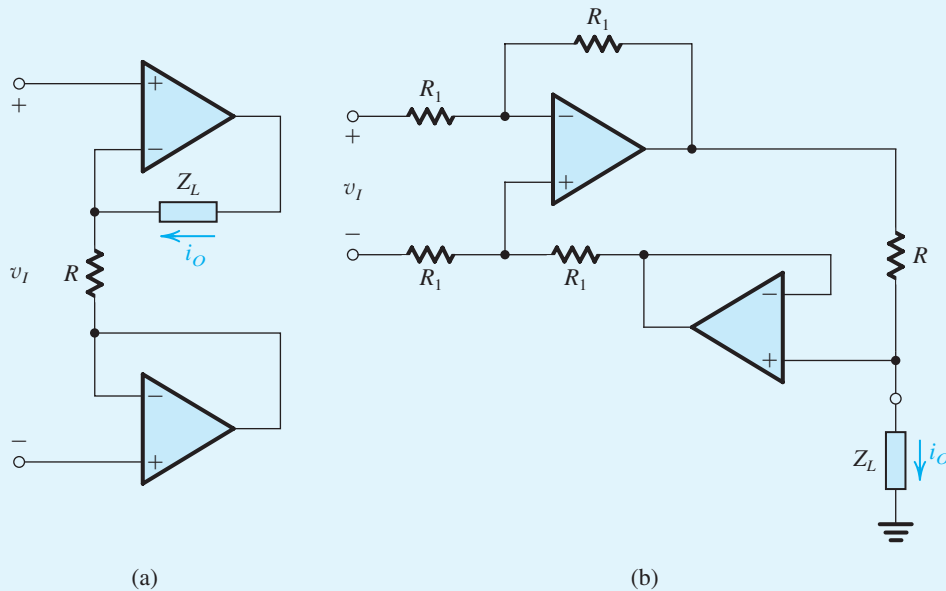 +
+
−
Z_L
i_O
R
v_I
−
+
−
(a)
R_1
R_1
+
v_I
−
−
+
R_1
R_1
R
−
+
Z_L
i_O
(b)